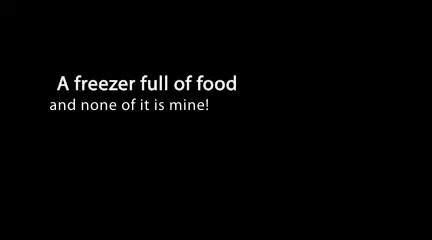 A freezer full of food
and none of it is mine!